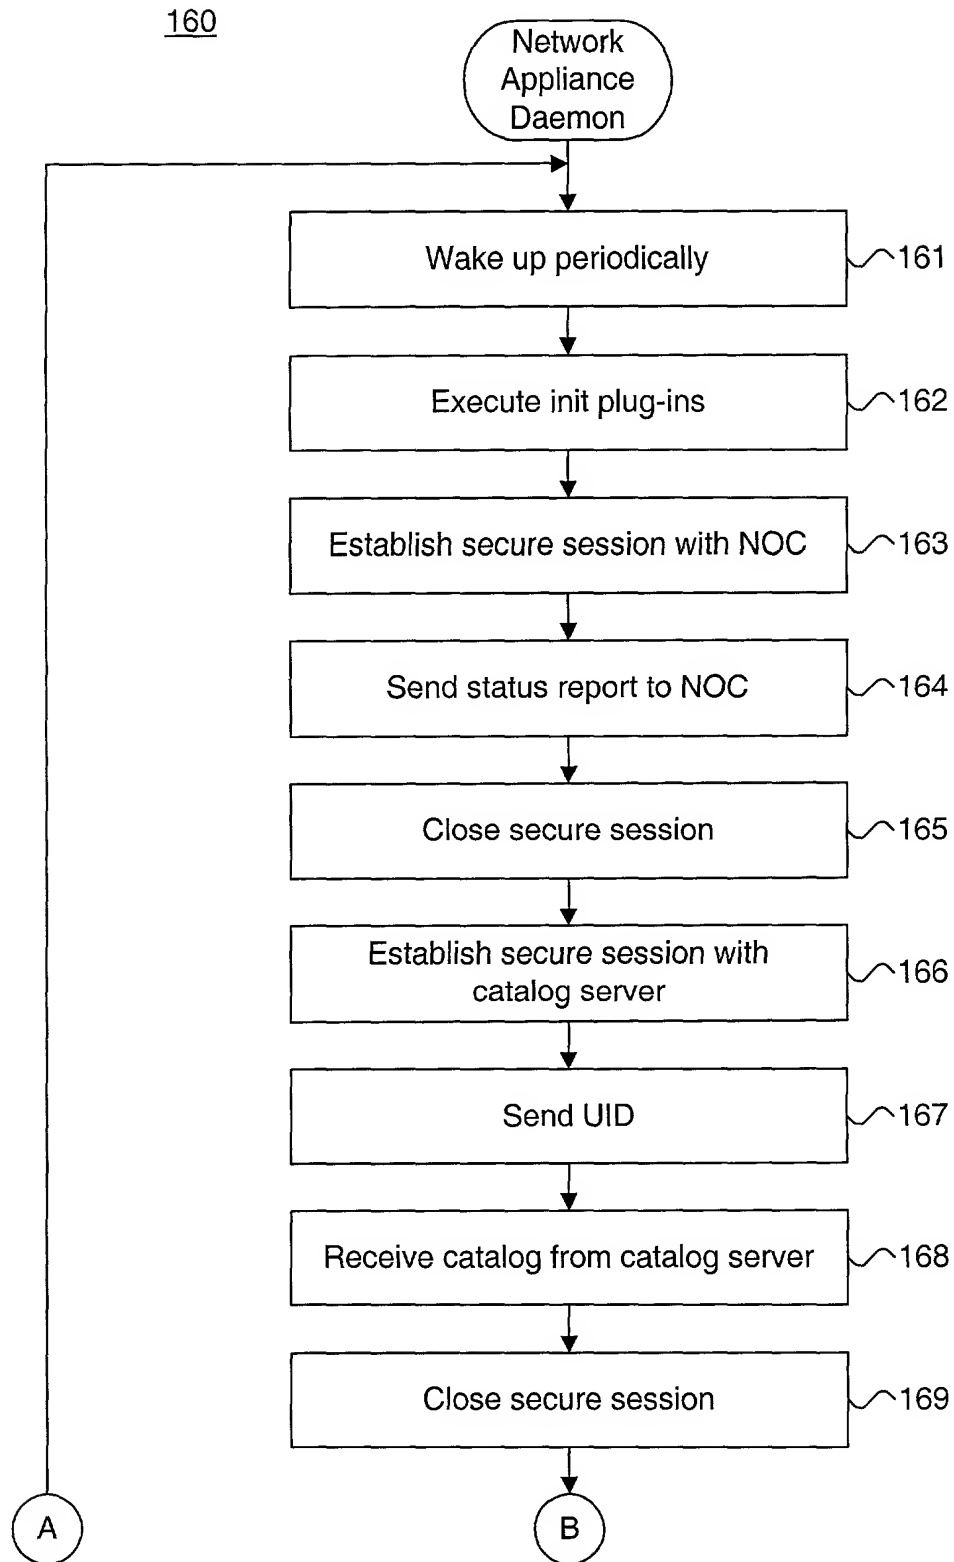 160
Network
Appliance
Daemon
Wake up periodically
161
Execute init plug-ins
162
Establish secure session with NOC
163
Send status report to NOC
164
Close secure session
165
Establish secure session with
catalog server
166
Send UID
167
Receive catalog from catalog server
168
Close secure session
169
A
B